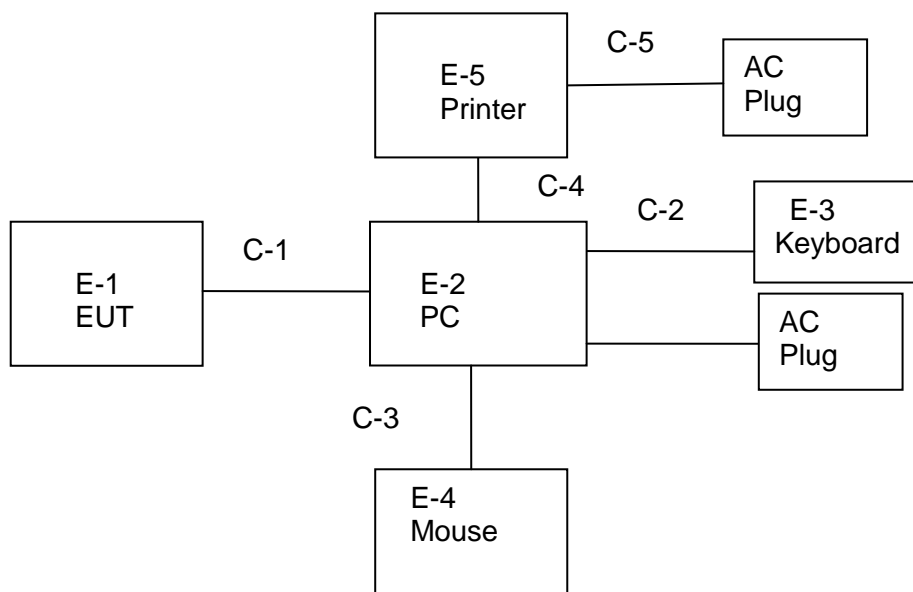 C-5
E-5
Printer
AC
Plug
C-4
C-2
E-3
Keyboard
C-1
E-1
EUT
E-2
PC
AC
Plug
C-3
E-4
Mouse